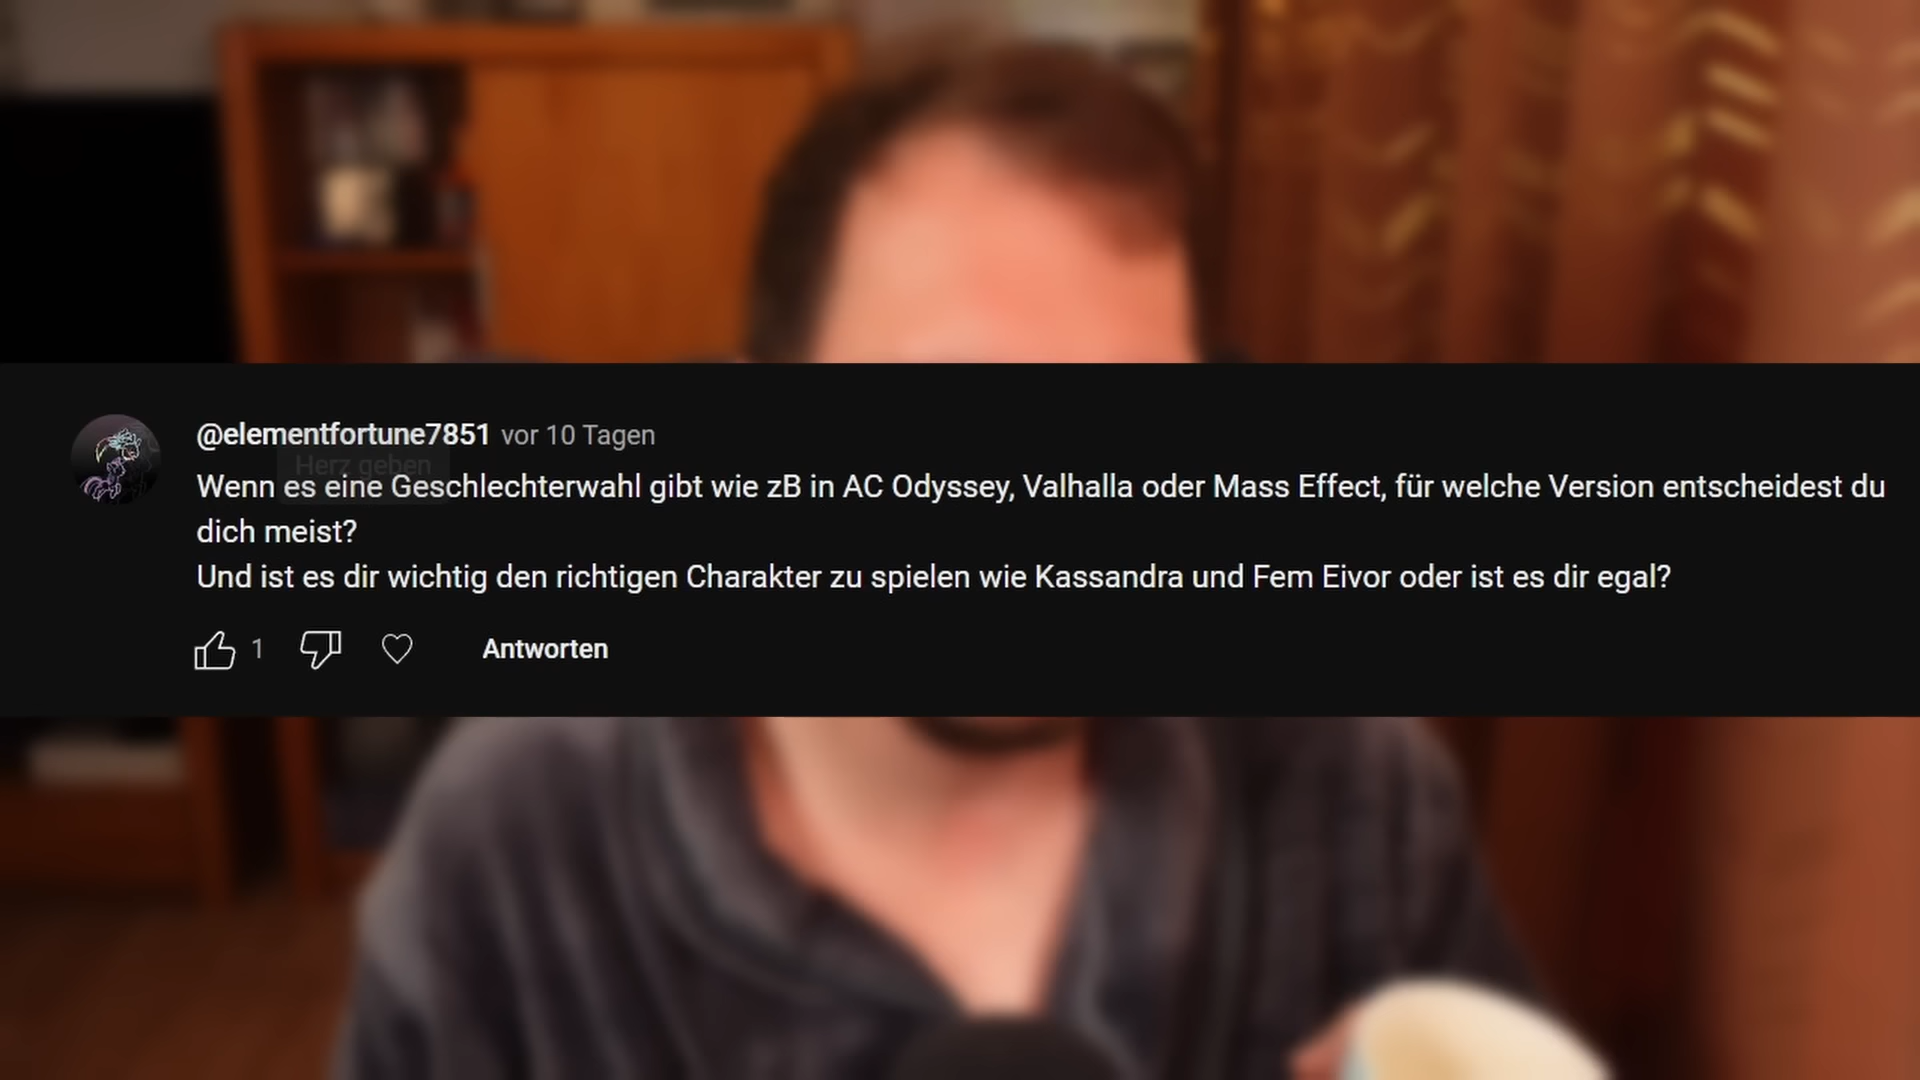 @elementfortune7851 vor 10 Tagen
Herz geben
Wenn es eine Geschlechterwahl gibt wie zB in AC Odyssey, Valhalla oder Mass Effect, für welche Version entscheidest du
dich meist?
Und ist es dir wichtig den richtigen Charakter zu spielen wie Kassandra und Fem Eivor oder ist es dir egal?
1 Antworten